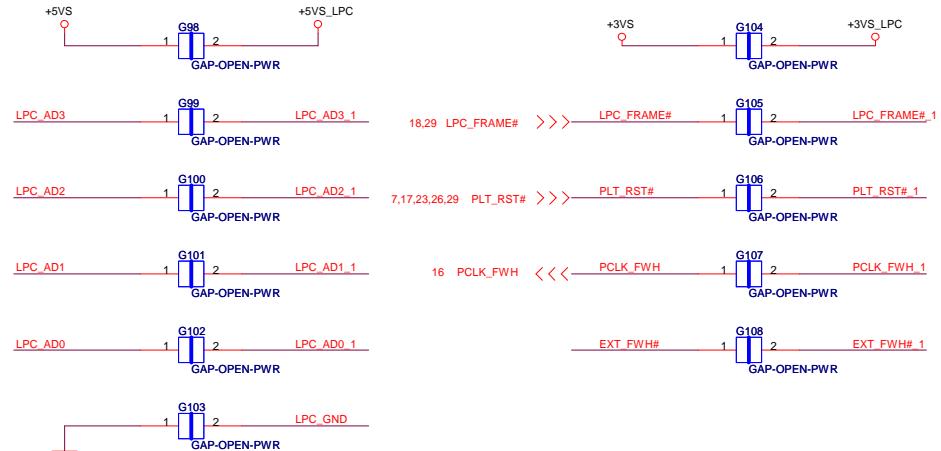 +5VS +5VS_LPC
G98
1 2
GAP-OPEN-PWR
G99
LPC_AD3 1 2 LPC_AD3_1
GAP-OPEN-PWR
G100
LPC_AD2 1 2 LPC_AD2_1
GAP-OPEN-PWR
G101
LPC_AD1 1 2 LPC_AD1_1
GAP-OPEN-PWR
G102
LPC_AD0 1 2 LPC_AD0_1
GAP-OPEN-PWR
G103
1 2 LPC_GND
GAP-OPEN-PWR
+3VS +3VS_LPC
G104
1 2
GAP-OPEN-PWR
G105
18,29 LPC_FRAME# LPC_FRAME# 1 2 LPC_FRAME#_1
GAP-OPEN-PWR
G106
7,17,23,26,29 PLT_RST# PLT_RST# 1 2 PLT_RST#_1
GAP-OPEN-PWR
G107
16 PCLK_FWH PCLK_FWH 1 2 PCLK_FWH_1
GAP-OPEN-PWR
G108
EXT_FWH# 1 2 EXT_FWH#_1
GAP-OPEN-PWR